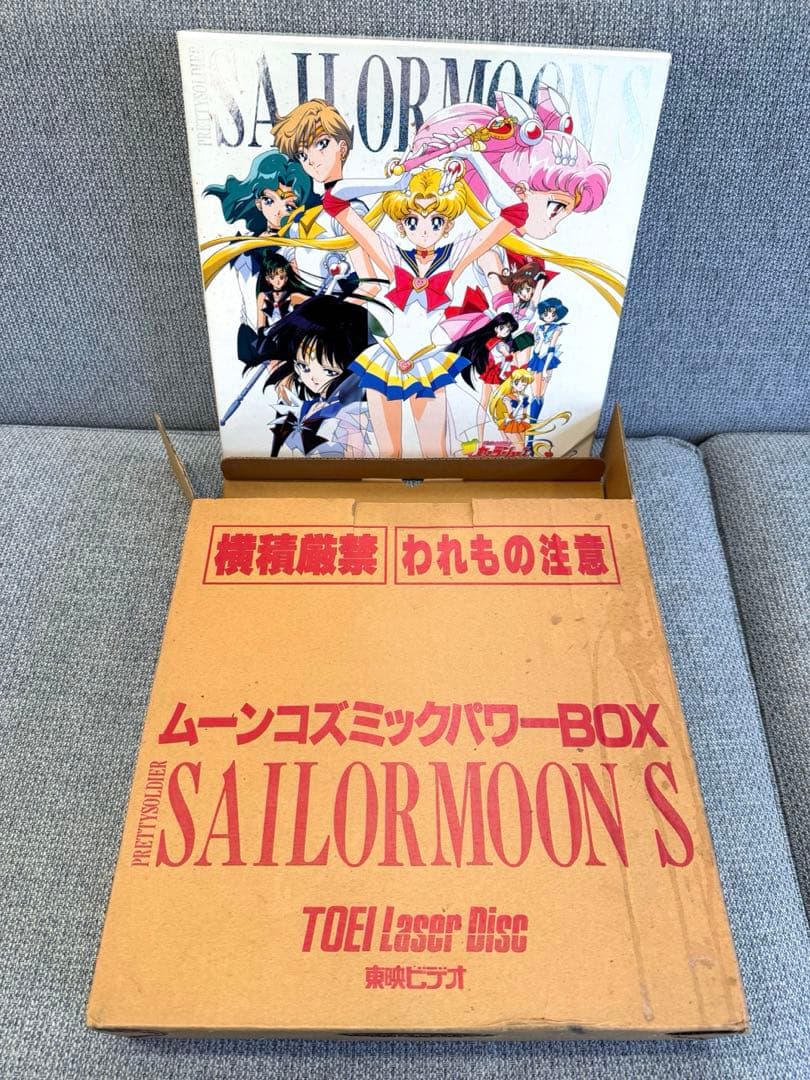 PRETTYSOLDIER
SAILORMOON S
横積厳禁
われもの注意
ムーンコズミックパワーBOX
PRETTYSOLDIER
SAILORMOON S
TOEI Laser Disc
東映ビデオ